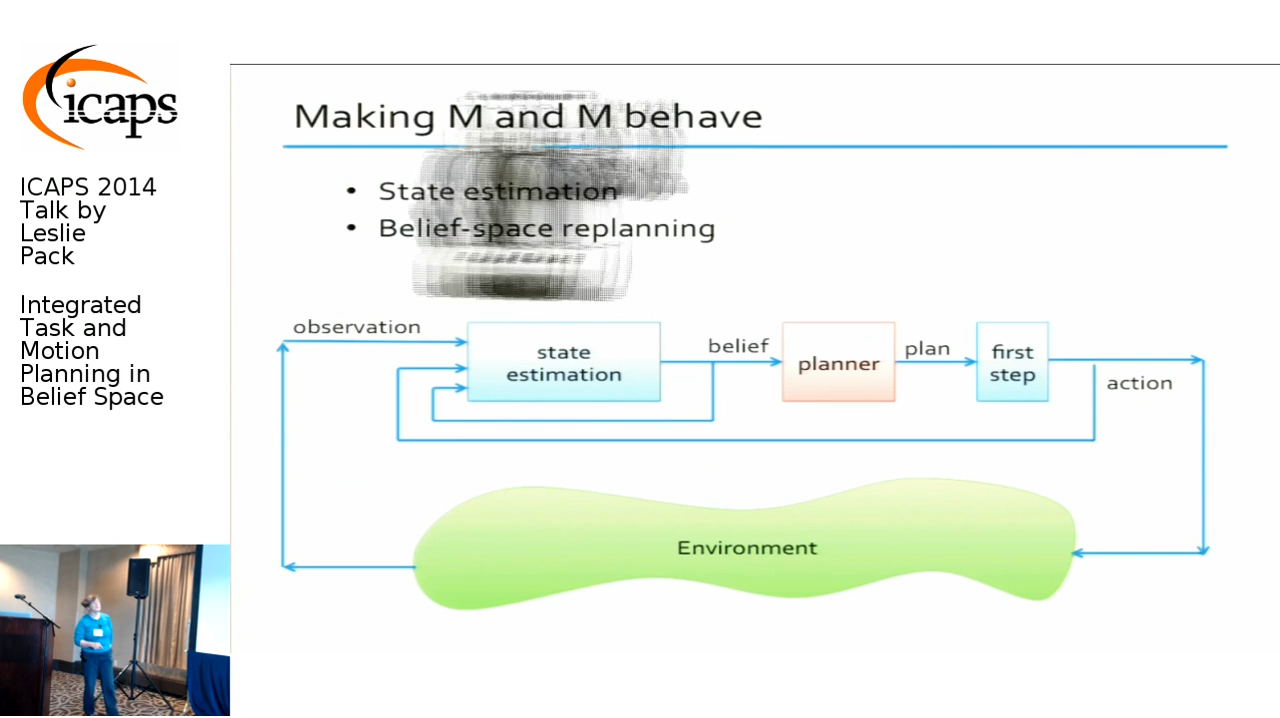 icaps
ICAPS 2014
Talk by
Leslie
Pack
Integrated
Task and
Motion
Planning in
Belief Space
Making M and M behave
• State estimation
• Belief-space replanning
observation
state
estimation
belief
planner
plan
first
step
action
Environment